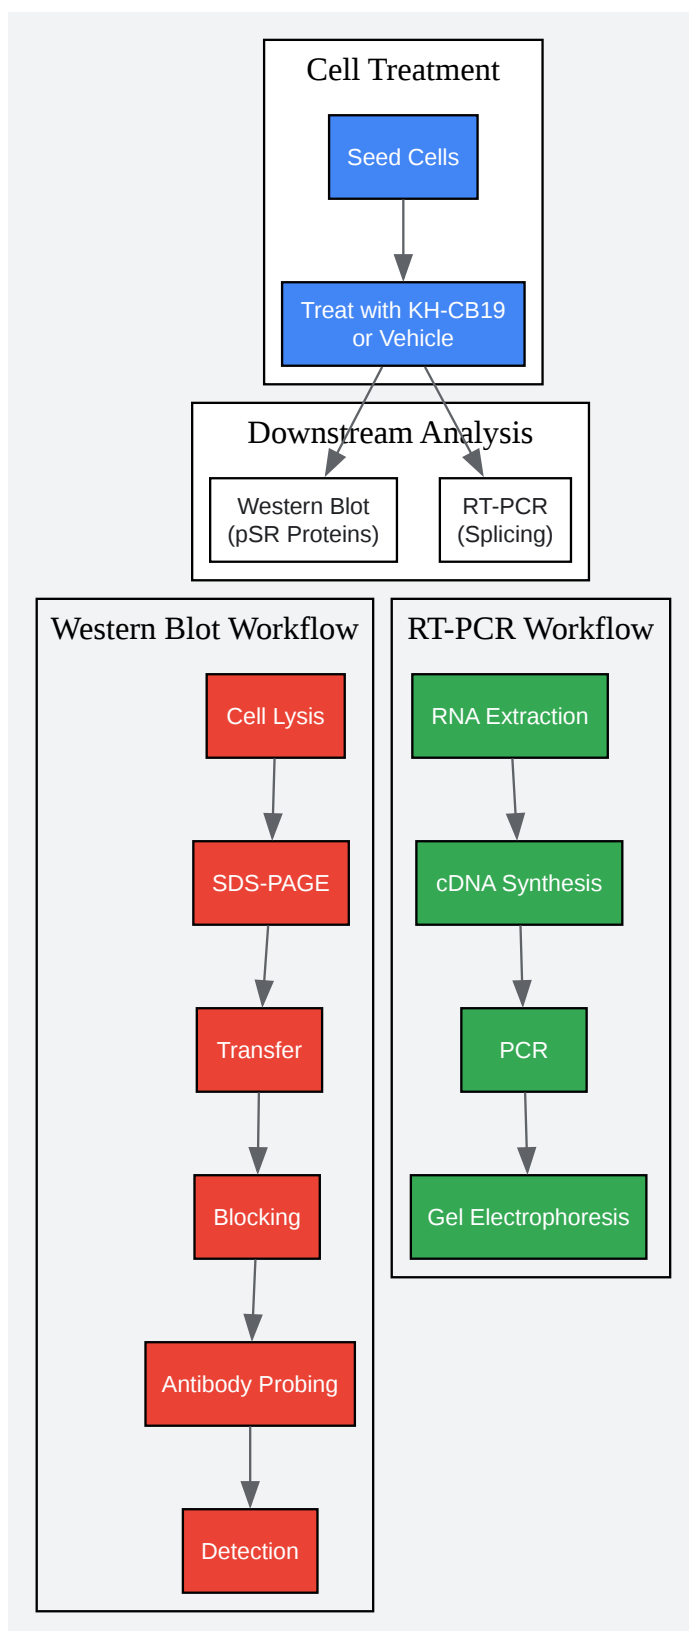 Cell Treatment
Seed Cells
Treat with KH-CB19
or Vehicle
Downstream Analysis
Western Blot
(pSR Proteins)
RT-PCR
(Splicing)
Western Blot Workflow
Cell Lysis
SDS-PAGE
Transfer
Blocking
Antibody Probing
Detection
RT-PCR Workflow
RNA Extraction
cDNA Synthesis
PCR
Gel Electrophoresis